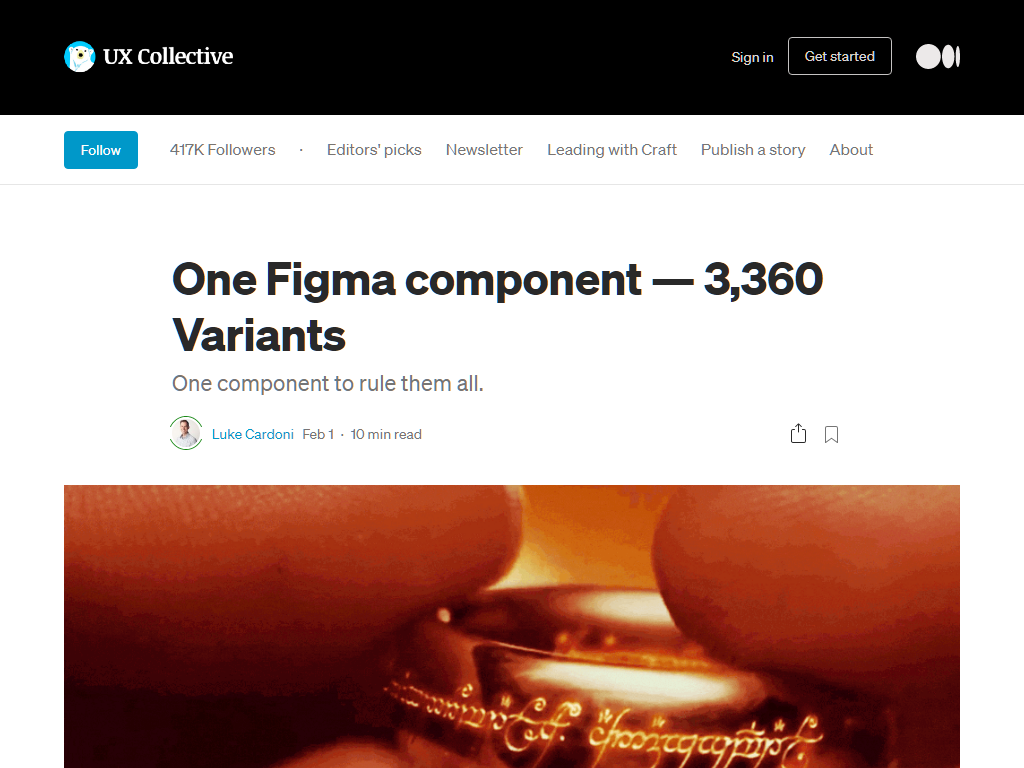 UX Collective
Sign in
Get started
Follow
417K Followers
·
Editors' picks
Newsletter
Leading with Craft
Publish a story
About
One Figma component — 3,360
Variants
One component to rule them all.
Luke Cardoni Feb 1 · 10 min read